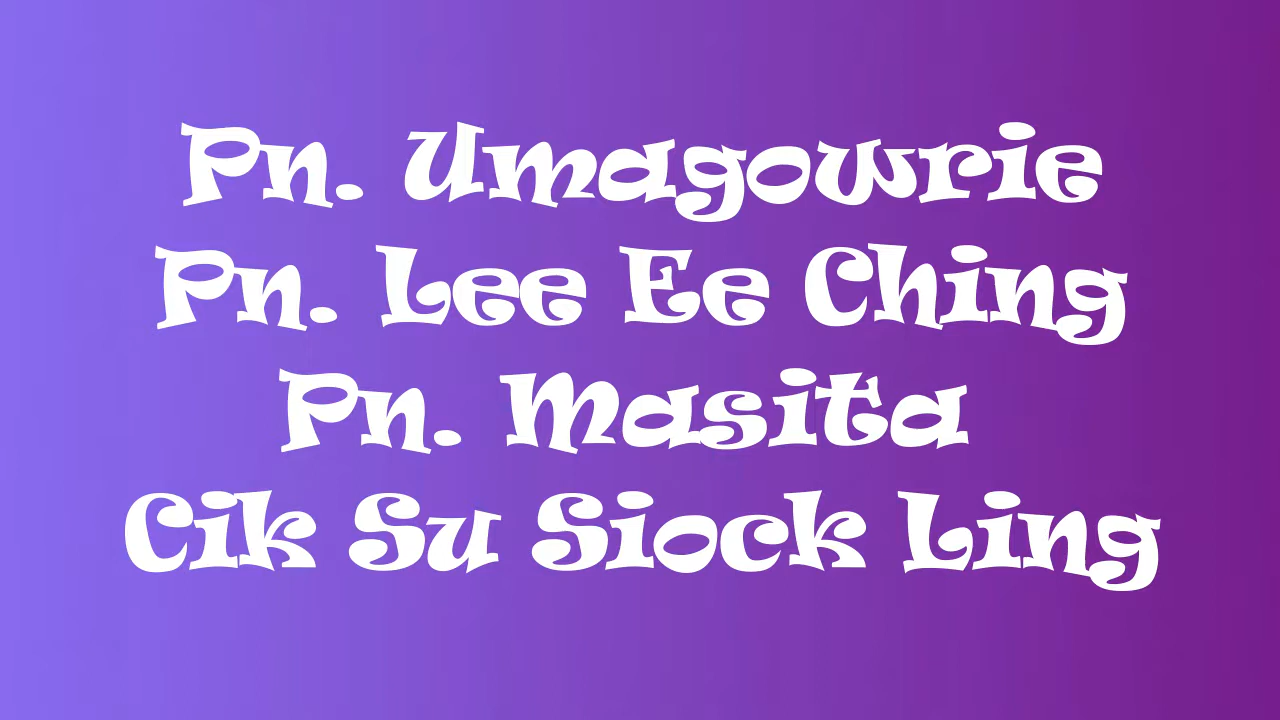 Pn. Umagowrie
Pn. Lee Ee Ching
Pn. Masita
Cik Su Siock Ling